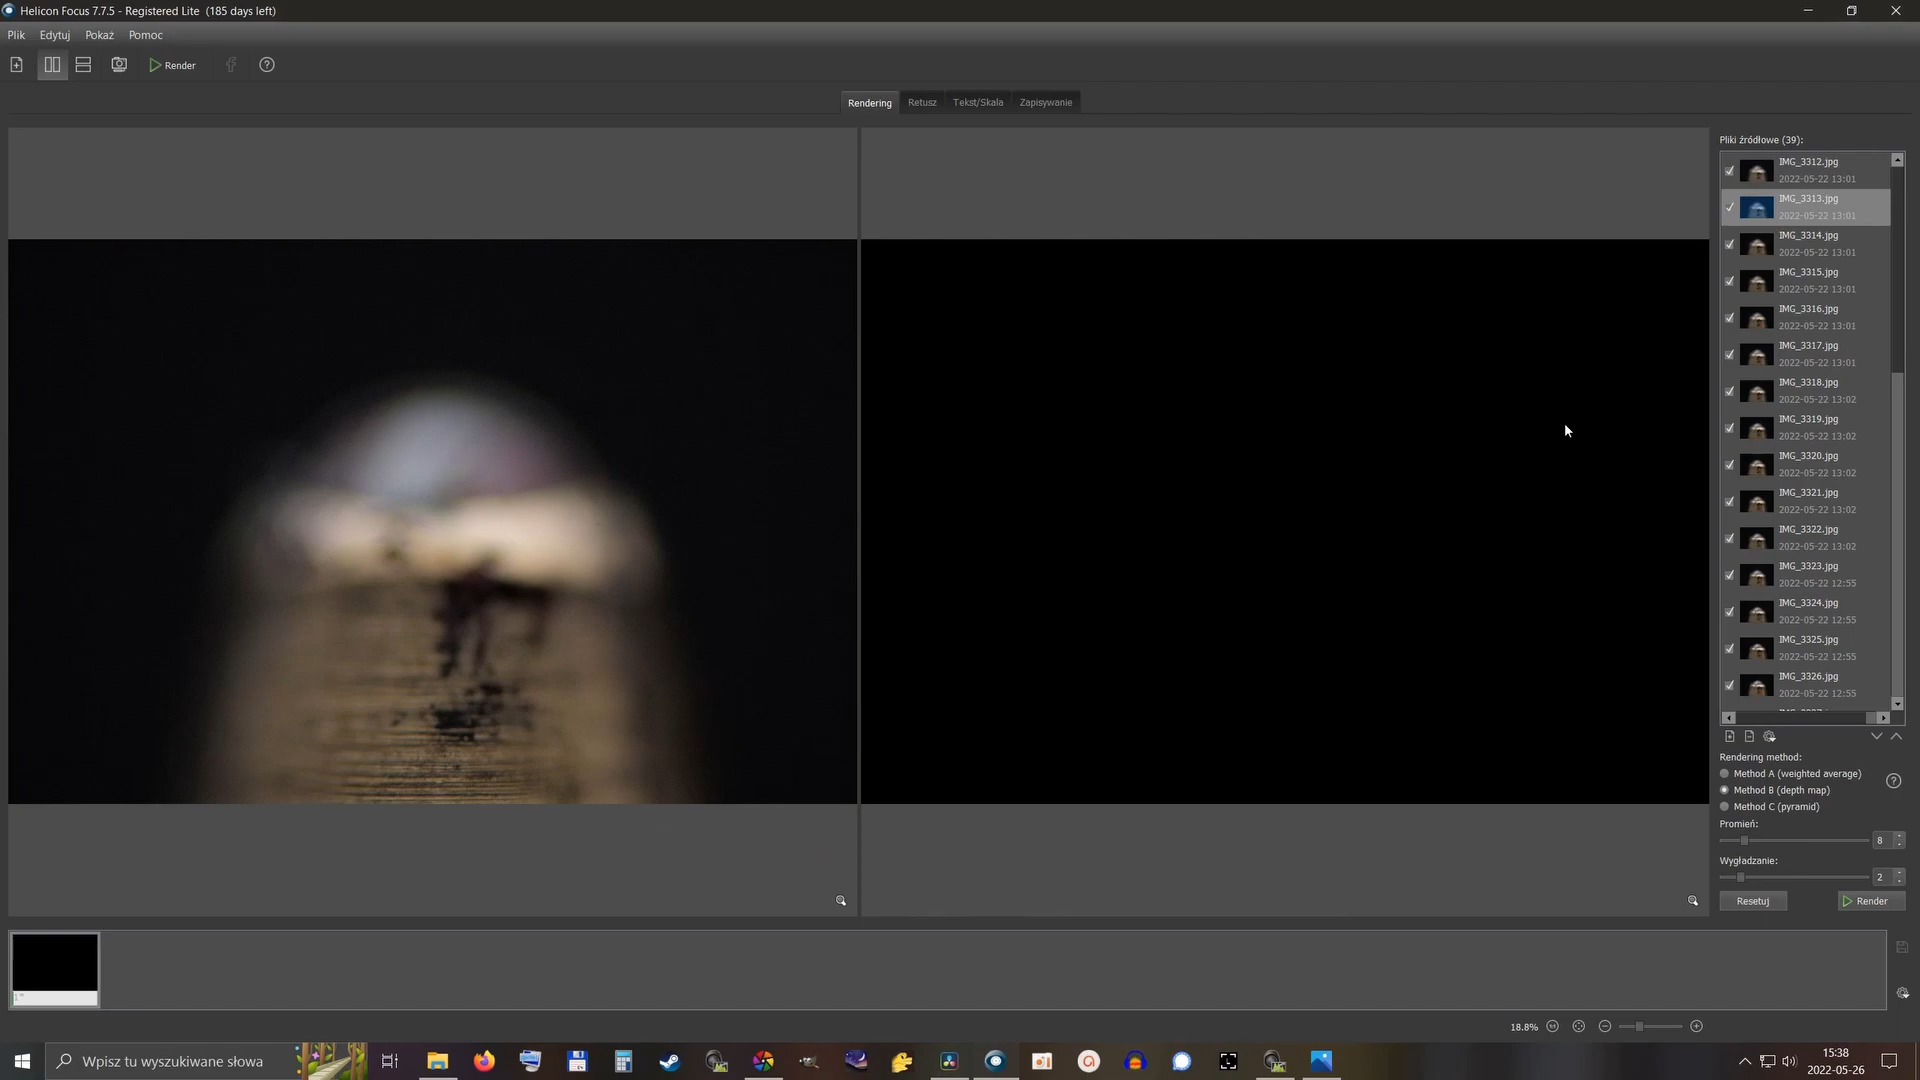 Helicon Focus 7.7.5 - Registered Lite (185 days left)
Plik Edytuj Pokaż Pomoc
Render
Rendering Retusz Tekst/Skala Zapisywanie
Pliki źródłowe (39):
IMG_3312.jpg
2022-05-22 13:01
IMG_3313.jpg
2022-05-22 13:01
IMG_3314.jpg
2022-05-22 13:01
IMG_3315.jpg
2022-05-22 13:01
IMG_3316.jpg
2022-05-22 13:01
IMG_3317.jpg
2022-05-22 13:01
IMG_3318.jpg
2022-05-22 13:02
IMG_3319.jpg
2022-05-22 13:02
IMG_3320.jpg
2022-05-22 13:02
IMG_3321.jpg
2022-05-22 13:02
IMG_3322.jpg
2022-05-22 13:02
IMG_3323.jpg
2022-05-22 12:55
IMG_3324.jpg
2022-05-22 12:55
IMG_3325.jpg
2022-05-22 12:55
IMG_3326.jpg
2022-05-22 12:55
Rendering method:
Method A (weighted average)
Method B (depth map)
Method C (pyramid)
Promień:
8
Wygładzanie:
2
Resetuj Render
18.8%
Wpisz tu wyszukiwane słowa
15:38
2022-05-26